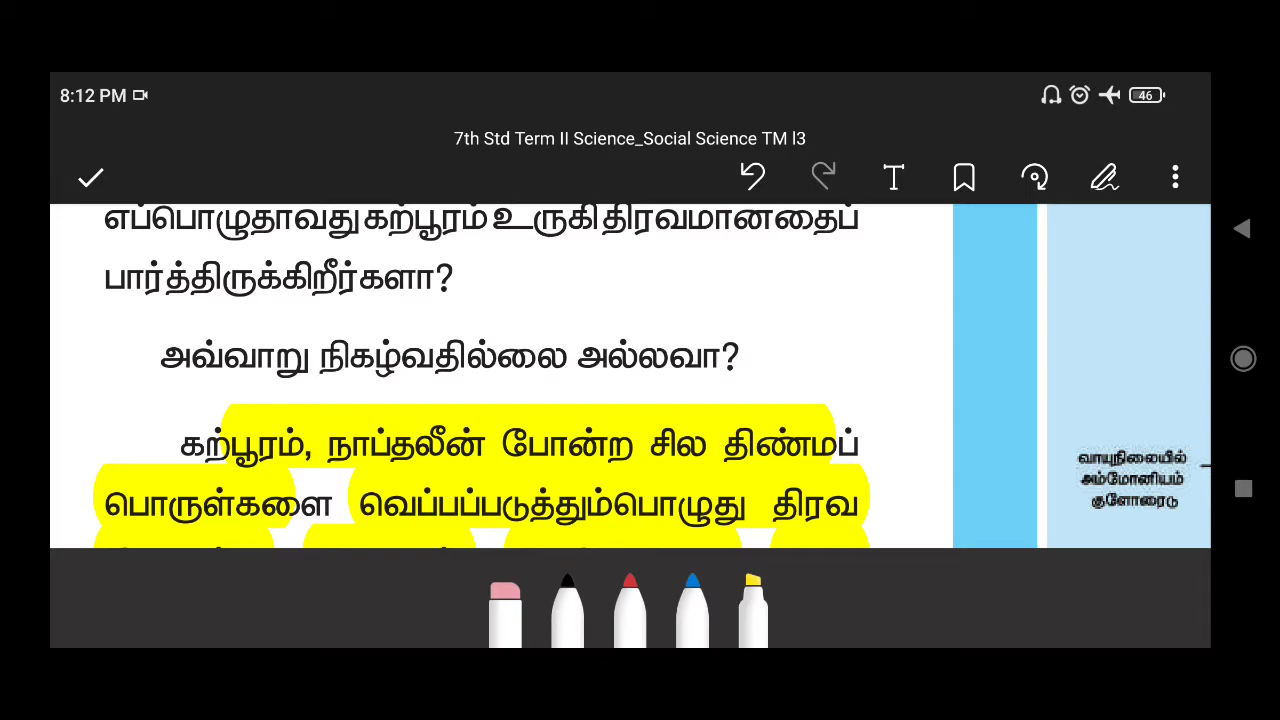 8:12 PM
46
7th Std Term II Science_Social Science TM l3
T
எப்பொழுதாவது கற்பூரம் உருகி திரவமானதைப்
பார்த்திருக்கிறீர்களா?
அவ்வாறு நிகழ்வதில்லை அல்லவா?
கற்பூரம், நாப்தலீன் போன்ற சில திண்மப்
பொருள்களை வெப்பப்படுத்தும்பொழுது திரவ
வாயுநிலையில்
அம்மோனியம்
குளோரைடு